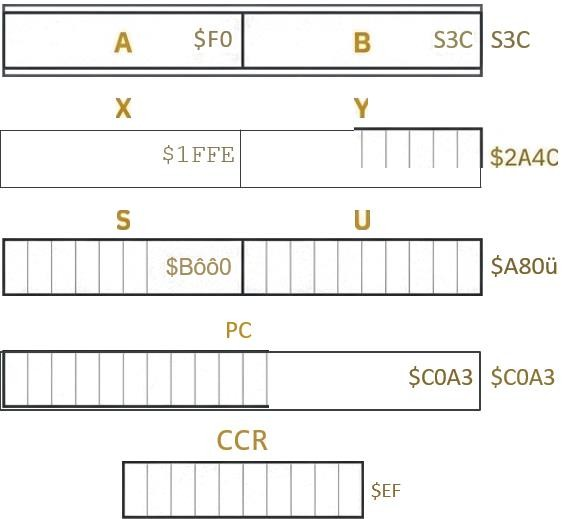 A $F0 B S3C S3C
X Y
$1FFE $2A4C
S U
$Bôô0 $A80ü
PC
$C0A3 $C0A3
CCR
$EF